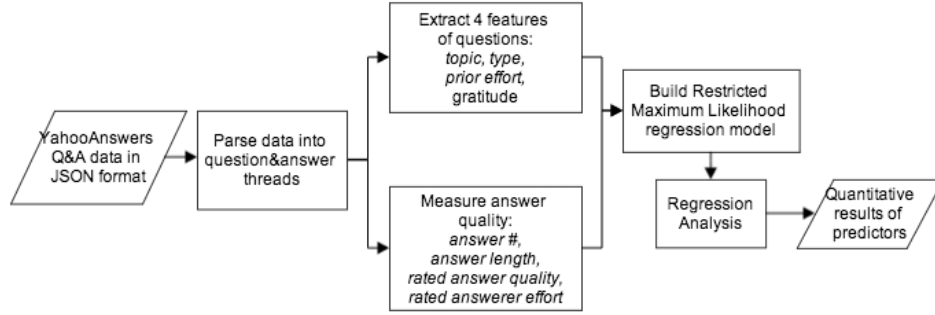 YahooAnswers
Q&A data in
JSON format
Parse data into
question&answer
threads
Extract 4 features
of questions:
topic, type,
prior effort,
gratitude
Measure answer
quality:
answer #,
answer length,
rated answer quality,
rated answerer effort
Build Restricted
Maximum Likelihood
regression model
Regression
Analysis
Quantitative
results of
predictors